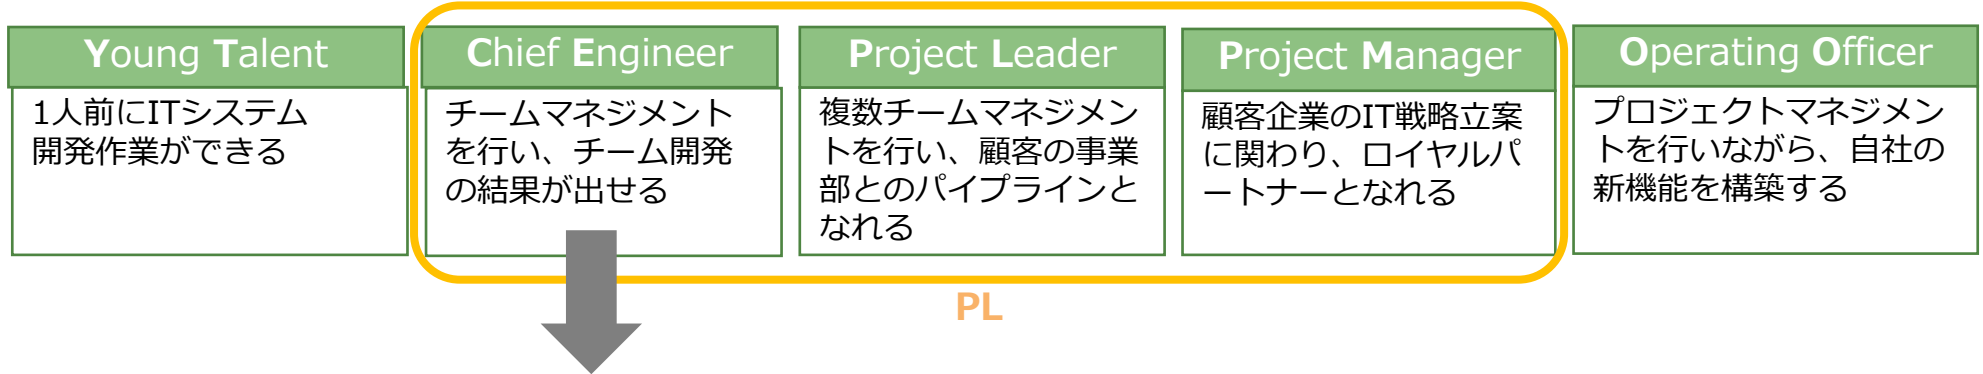 Young Talent
1人前にITシステム
開発作業ができる
Chief Engineer
チームマネジメント
を行い、チーム開発
の結果が出せる
Project Leader
複数チームマネジメン
トを行い、顧客の事業
部とのパイプラインと
なれる
Project Manager
顧客企業のIT戦略立案
に関わり、ロイヤルパ
ートナーとなれる
Operating Officer
プロジェクトマネジメン
トを行いながら、自社の
新機能を構築する
PL